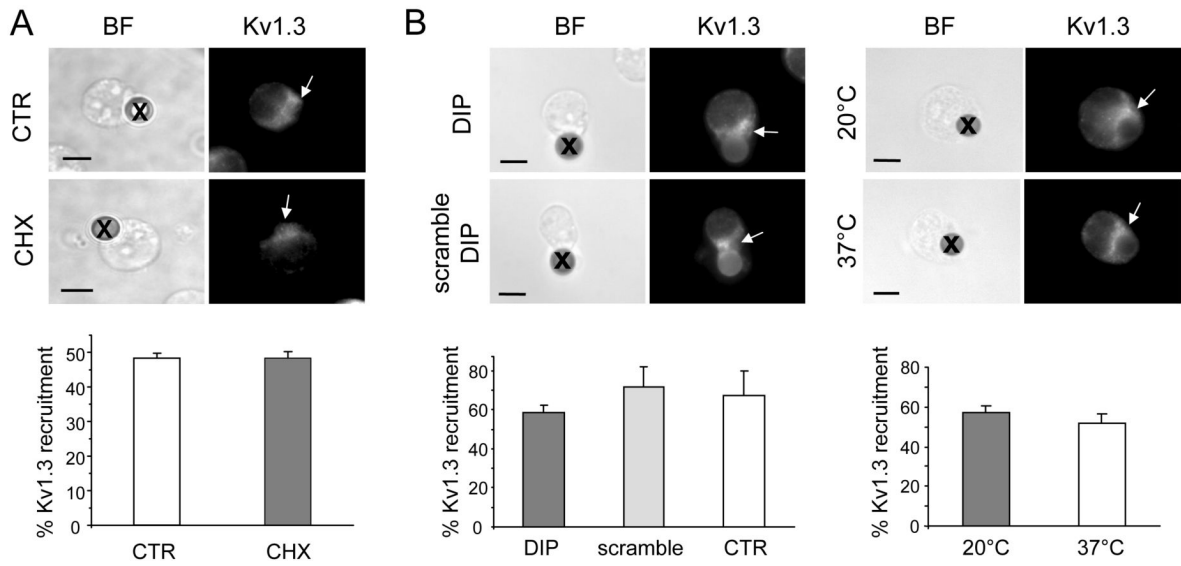 A
BF
Kv1.3
CTR
X
CHX
X
% Kv1.3 recruitment
50
40
30
20
10
0
CTR
CHX
B
BF
Kv1.3
DIP
X
scramble
DIP
X
% Kv1.3 recruitment
80
60
40
20
0
DIP
scramble
CTR
BF
Kv1.3
20°C
X
37°C
X
% Kv1.3 recruitment
80
60
40
20
0
20°C
37°C